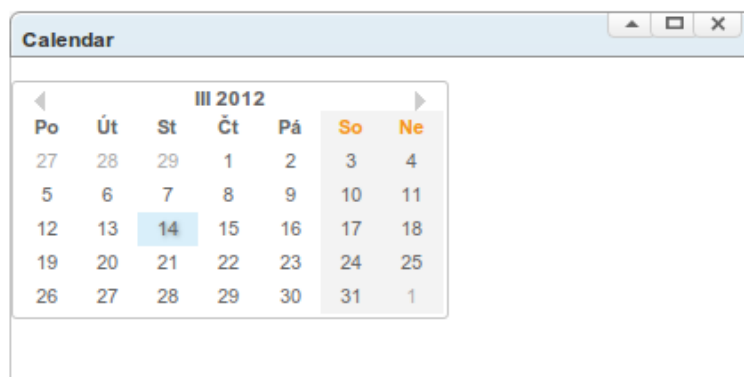 Calendar
III 2012
Po Út St Čt Pá So Ne
27 28 29 1 2 3 4
5 6 7 8 9 10 11
12 13 14 15 16 17 18
19 20 21 22 23 24 25
26 27 28 29 30 31 1